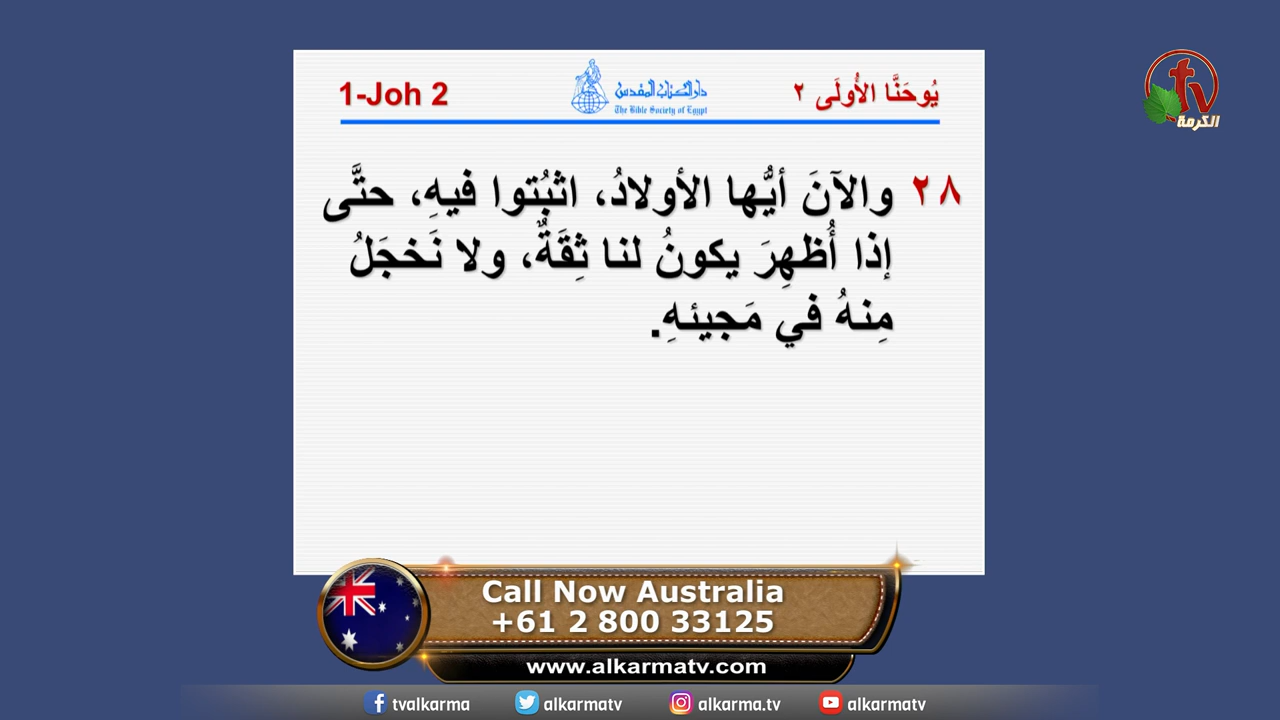 tv
الكرمة
1-Joh 2
دار الكتاب المقدس
The Bible Society of Egypt
يُوحَنَّا الأُولَى ٢
٢٨ والآنَ أيُّها الأولادُ، اثبُتوا فيهِ، حتَّى
إذا أُظهِرَ يكونُ لنا ثِقَةٌ، ولا نَخجَلُ
مِنهُ في مَجيئهِ.
Call Now Australia
+61 2 800 33125
www.alkarmatv.com
tvalkarma alkarmatv alkarma.tv alkarmatv